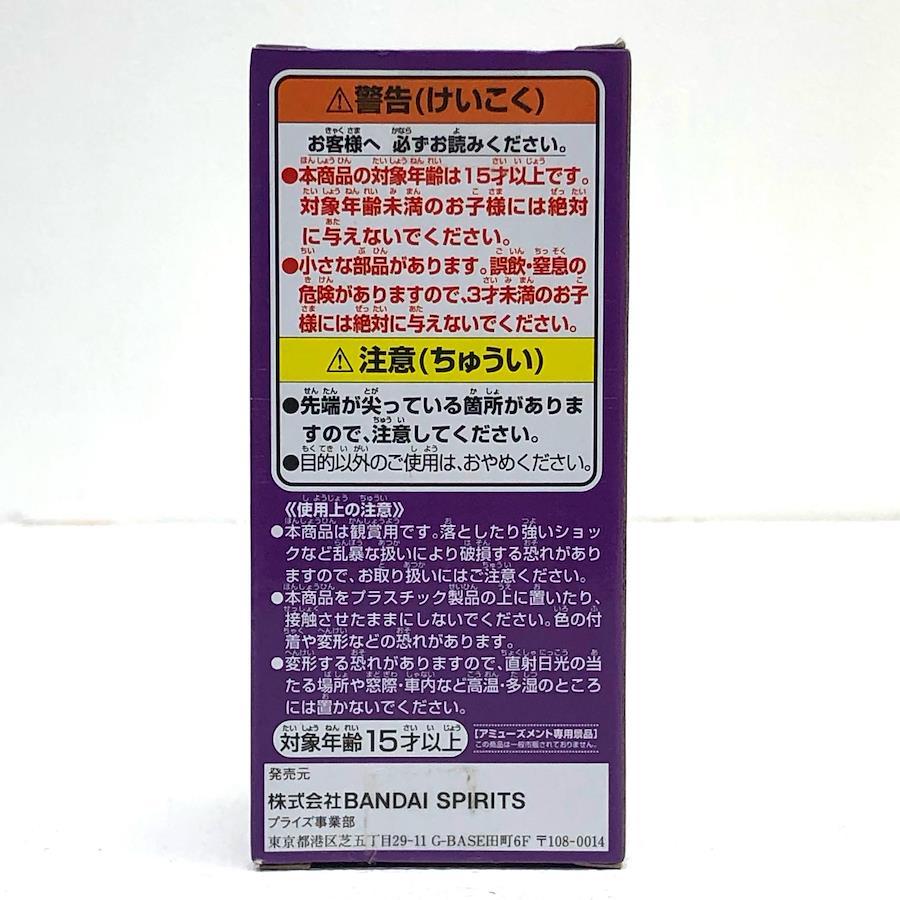 ⚠警告(けいこく)
お客様へ 必ずお読みください。
●本商品の対象年齢は15才以上です。
対象年齢未満のお子様には絶対
に与えないでください。
●小さな部品があります。誤飲・窒息の
危険がありますので、3才未満のお子
様には絶対に与えないでください。
⚠注意(ちゅうい)
●先端が尖っている箇所がありま
すので、注意してください。
●目的以外のご使用は、おやめください。
《使用上の注意》
●本商品は観賞用です。落としたり強いショッ
クなど乱暴な扱いにより破損する恐れがあり
ますので、お取り扱いにはご注意ください。
●本商品をプラスチック製品の上に置いたり、
接触させたままにしないでください。色の付
着や変形などの恐れがあります。
●変形する恐れがありますので、直射日光の当
たる場所や窓際・車内など高温・多湿のところ
には置かないでください。
対象年齢15才以上
[アミューズメント専用景品]
この商品は一般市販されておりません。
発売元
株式会社BANDAI SPIRITS
プライズ事業部
東京都港区芝五丁目29-11 G-BASE田町6F 〒108-0014